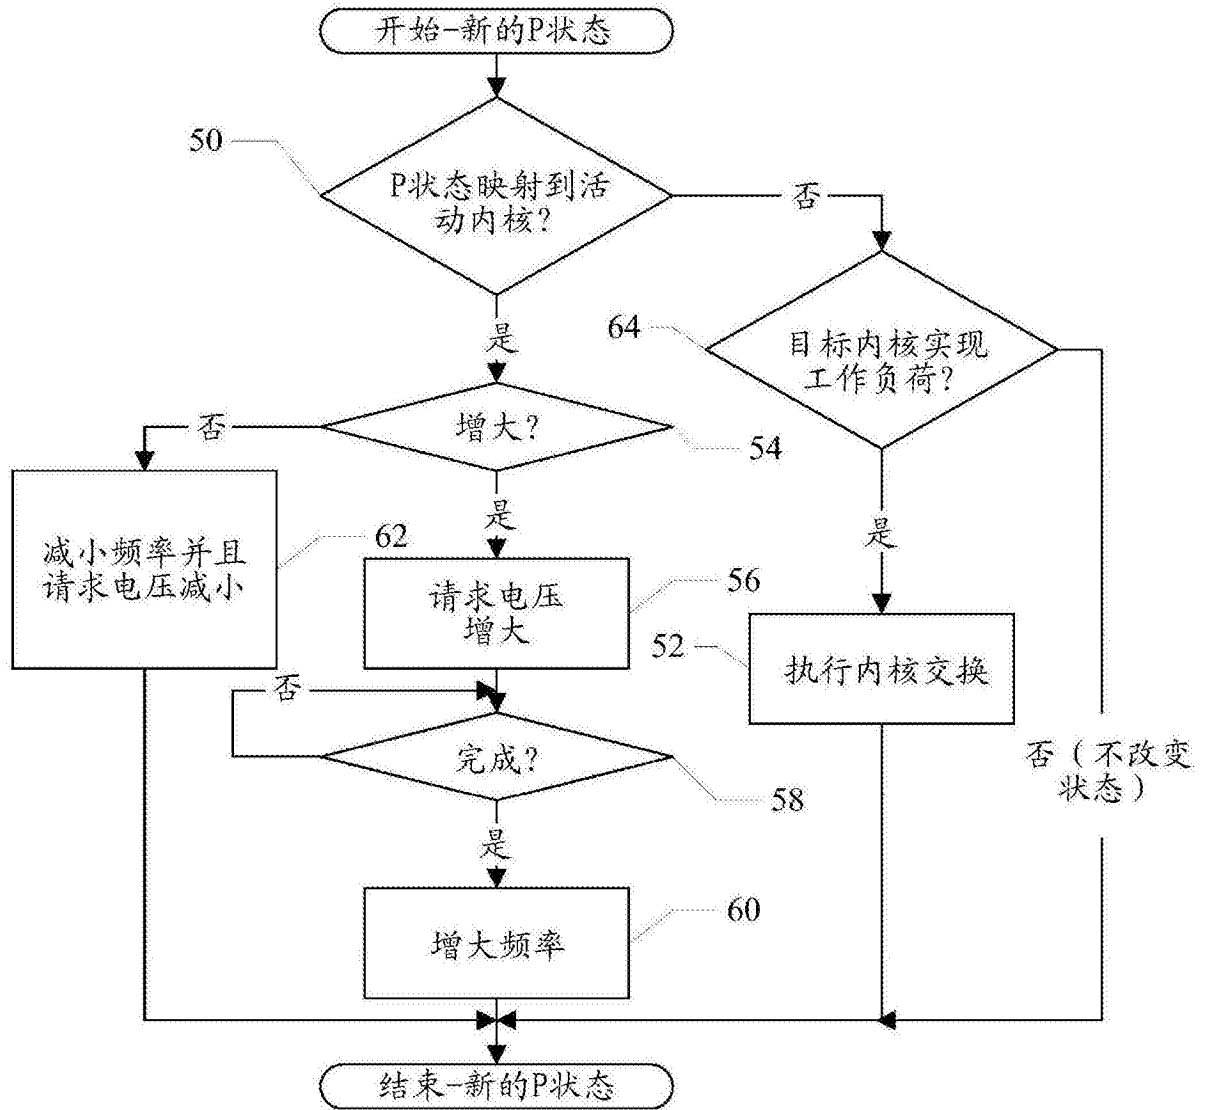 开始-新的P状态
50
P状态映射到活
动内核?
否
64
目标内核实现
工作负荷?
是
否
增大?
54
62
减小频率并且
请求电压减小
是
是
56
请求电压
增大
52
执行内核交换
否
完成?
58
否(不改变
状态)
是
60
增大频率
结束-新的P状态